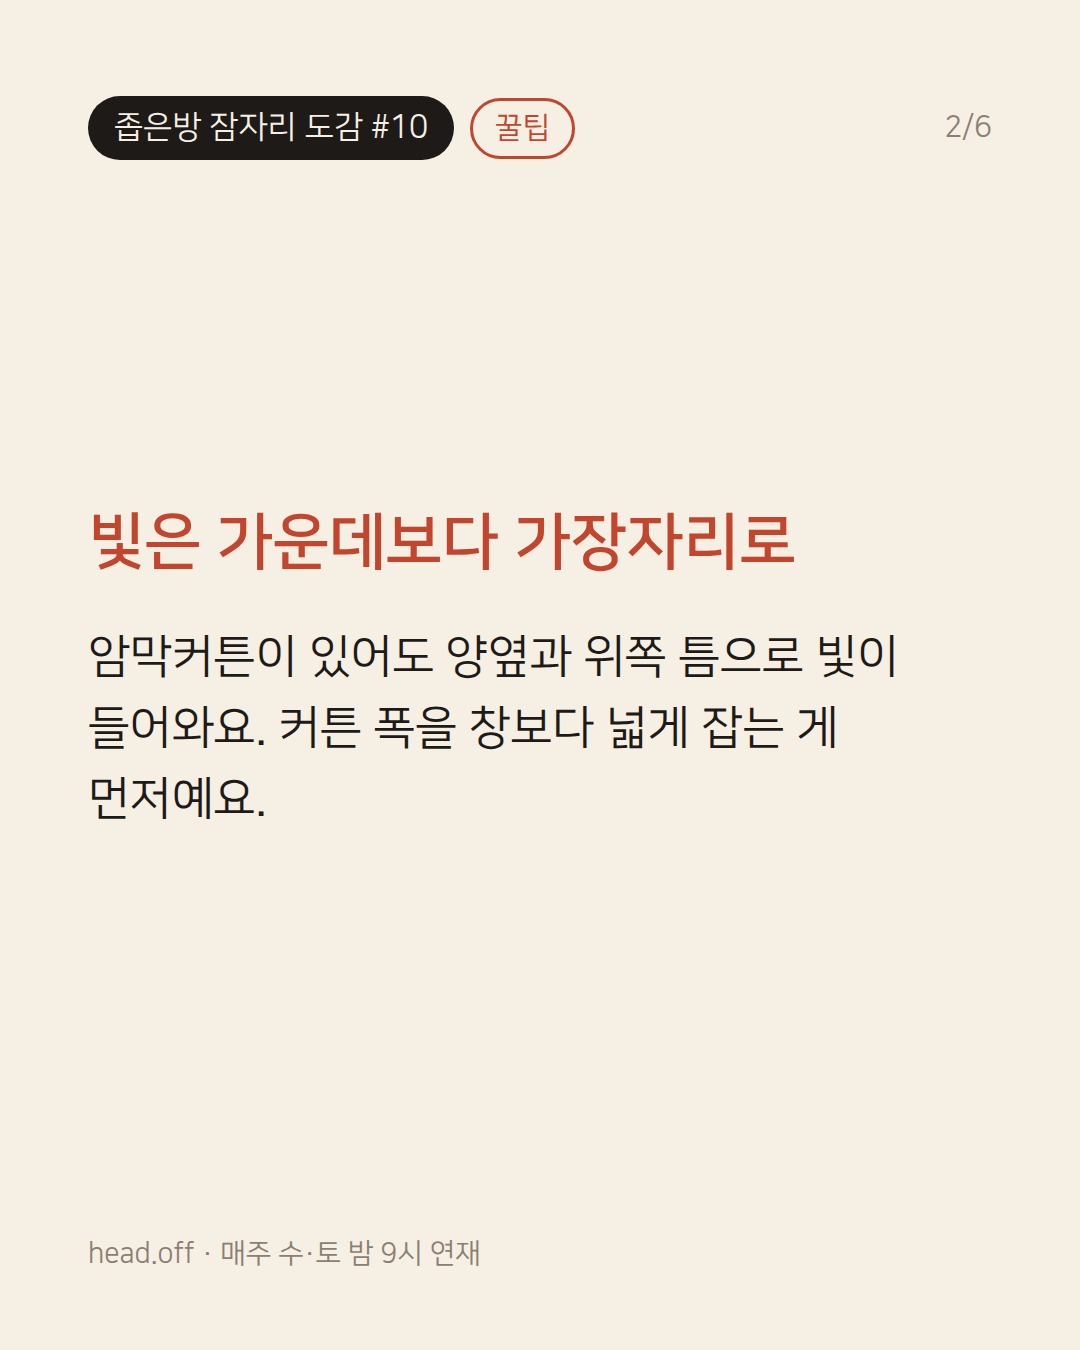 좁은방 잠자리 도감 #10
꿀팁
2/6
빛은 가운데보다 가장자리로
암막커튼이 있어도 양옆과 위쪽 틈으로 빛이
들어와요. 커튼 폭을 창보다 넓게 잡는 게
먼저예요.
head.off · 매주 수·토 밤 9시 연재